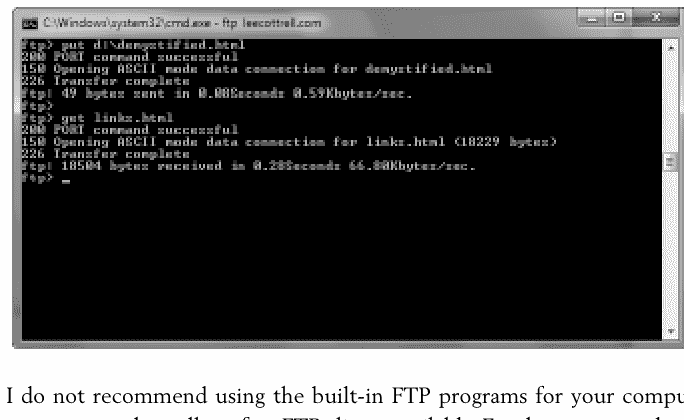 C:\Windows\system32\cmd.exe - ftp leecottrell.com
ftp> put d:\demystified.html
200 PORT command successful
150 Opening ASCII mode data connection for demystified.html
226 Transfer complete
ftp: 49 bytes sent in 0.08Seconds 0.59Kbytes/sec.
ftp>
ftp> get links.html
200 PORT command successful
150 Opening ASCII mode data connection for links.html (18229 bytes)
226 Transfer complete
ftp: 18504 bytes received in 0.28Seconds 66.80Kbytes/sec.
ftp> _
I do not recommend using the built-in FTP programs for your compu